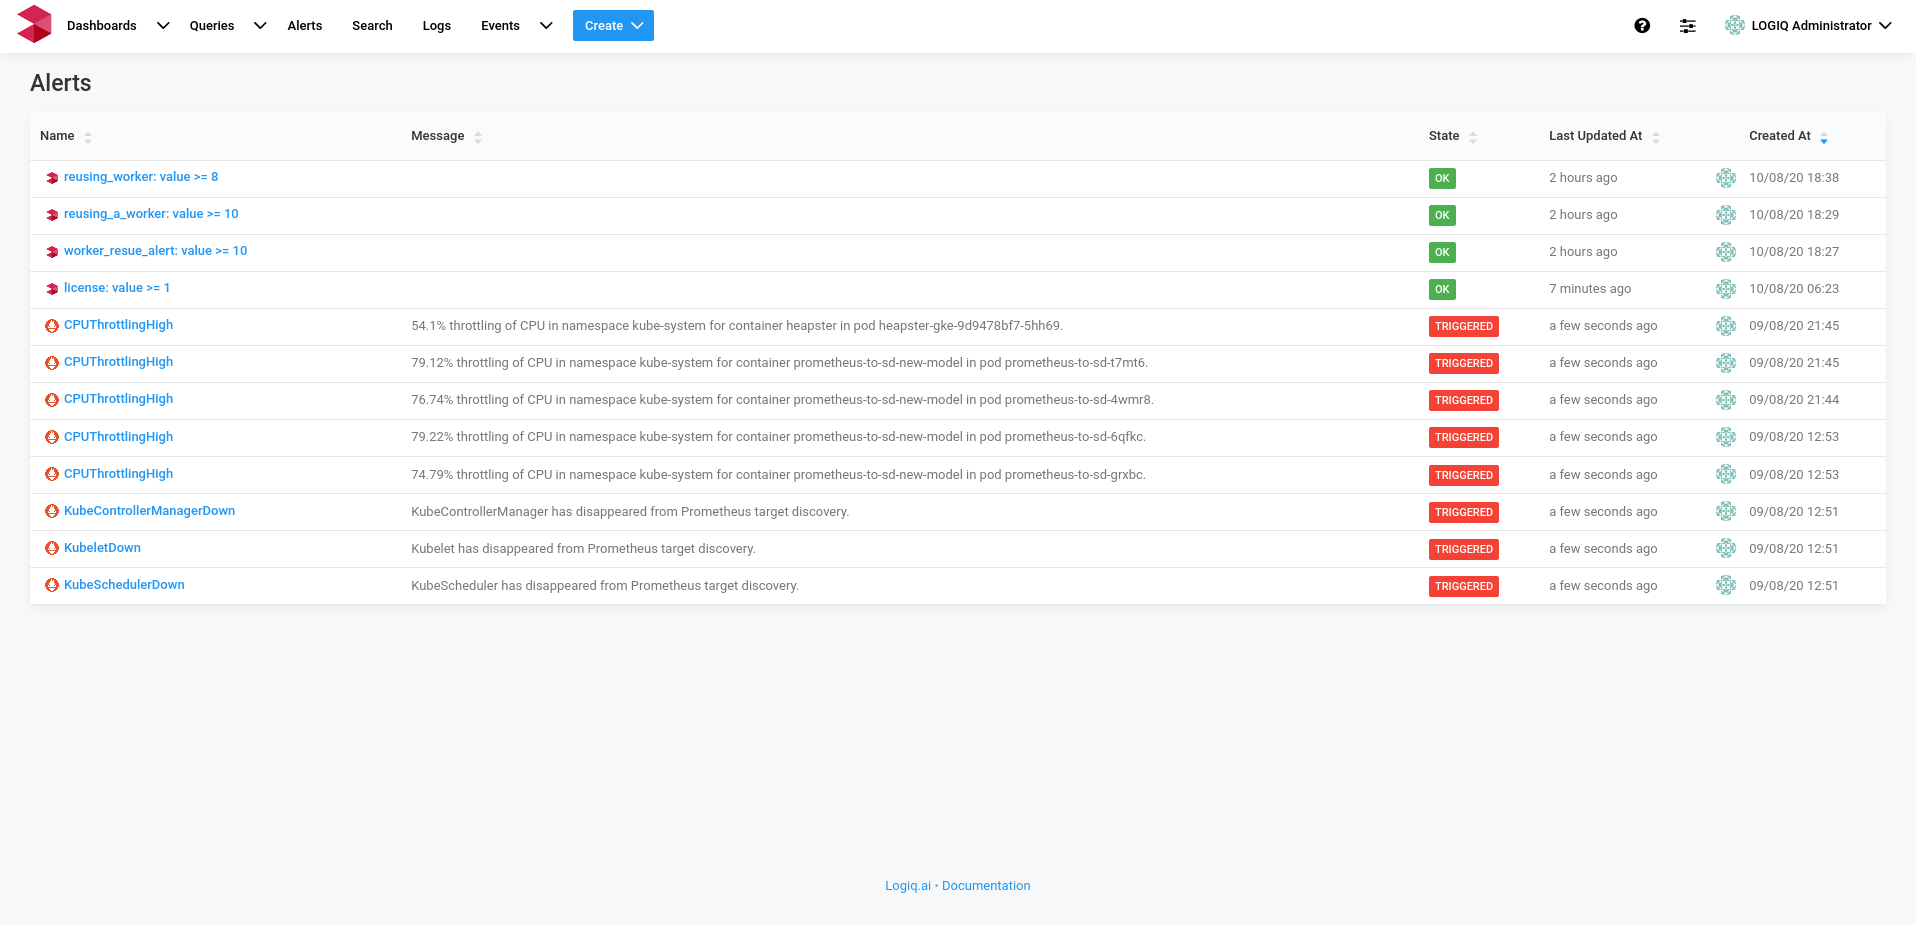 Dashboards Queries Alerts Search Logs Events Create LOGIQ Administrator
Alerts
Name Message State Last Updated At Created At
reusing_worker: value >= 8 OK 2 hours ago 10/08/20 18:38
reusing_a_worker: value >= 10 OK 2 hours ago 10/08/20 18:29
worker_resue_alert: value >= 10 OK 2 hours ago 10/08/20 18:27
license: value >= 1 OK 7 minutes ago 10/08/20 06:23
CPUThrottlingHigh 54.1% throttling of CPU in namespace kube-system for container heapster in pod heapster-gke-9d9478bf7-5hh69. TRIGGERED a few seconds ago 09/08/20 21:45
CPUThrottlingHigh 79.12% throttling of CPU in namespace kube-system for container prometheus-to-sd-new-model in pod prometheus-to-sd-t7mt6. TRIGGERED a few seconds ago 09/08/20 21:45
CPUThrottlingHigh 76.74% throttling of CPU in namespace kube-system for container prometheus-to-sd-new-model in pod prometheus-to-sd-4wmr8. TRIGGERED a few seconds ago 09/08/20 21:44
CPUThrottlingHigh 79.22% throttling of CPU in namespace kube-system for container prometheus-to-sd-new-model in pod prometheus-to-sd-6qfkc. TRIGGERED a few seconds ago 09/08/20 12:53
CPUThrottlingHigh 74.79% throttling of CPU in namespace kube-system for container prometheus-to-sd-new-model in pod prometheus-to-sd-grxbc. TRIGGERED a few seconds ago 09/08/20 12:53
KubeControllerManagerDown KubeControllerManager has disappeared from Prometheus target discovery. TRIGGERED a few seconds ago 09/08/20 12:51
KubeletDown Kubelet has disappeared from Prometheus target discovery. TRIGGERED a few seconds ago 09/08/20 12:51
KubeSchedulerDown KubeScheduler has disappeared from Prometheus target discovery. TRIGGERED a few seconds ago 09/08/20 12:51
Logiq.ai • Documentation